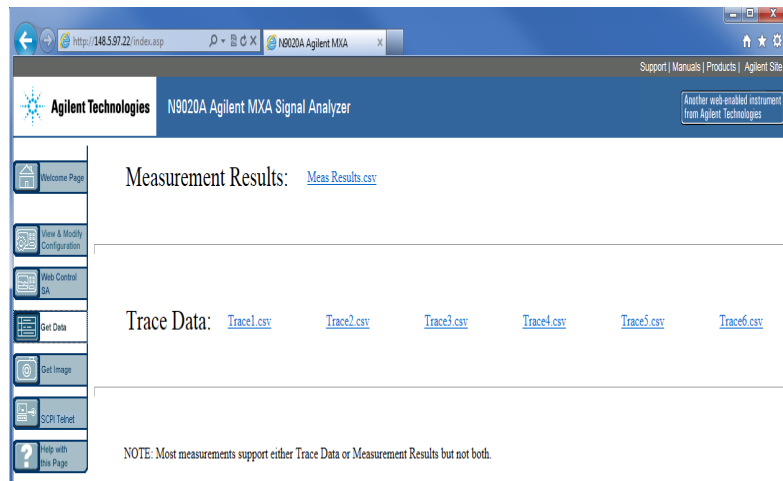 http://148.5.97.22/index.asp
N9020A Agilent MXA
Support | Manuals | Products | Agilent Site
Agilent Technologies
N9020A Agilent MXA Signal Analyzer
Another web-enabled instrument
from Agilent Technologies
Welcome Page
Measurement Results: Meas Results.csv
View & Modify
Configuration
Web Control
SA
Get Data
Trace Data: Trace1.csv Trace2.csv Trace3.csv Trace4.csv Trace5.csv Trace6.csv
Get Image
SCPI Telnet
Help with
this Page
NOTE: Most measurements support either Trace Data or Measurement Results but not both.